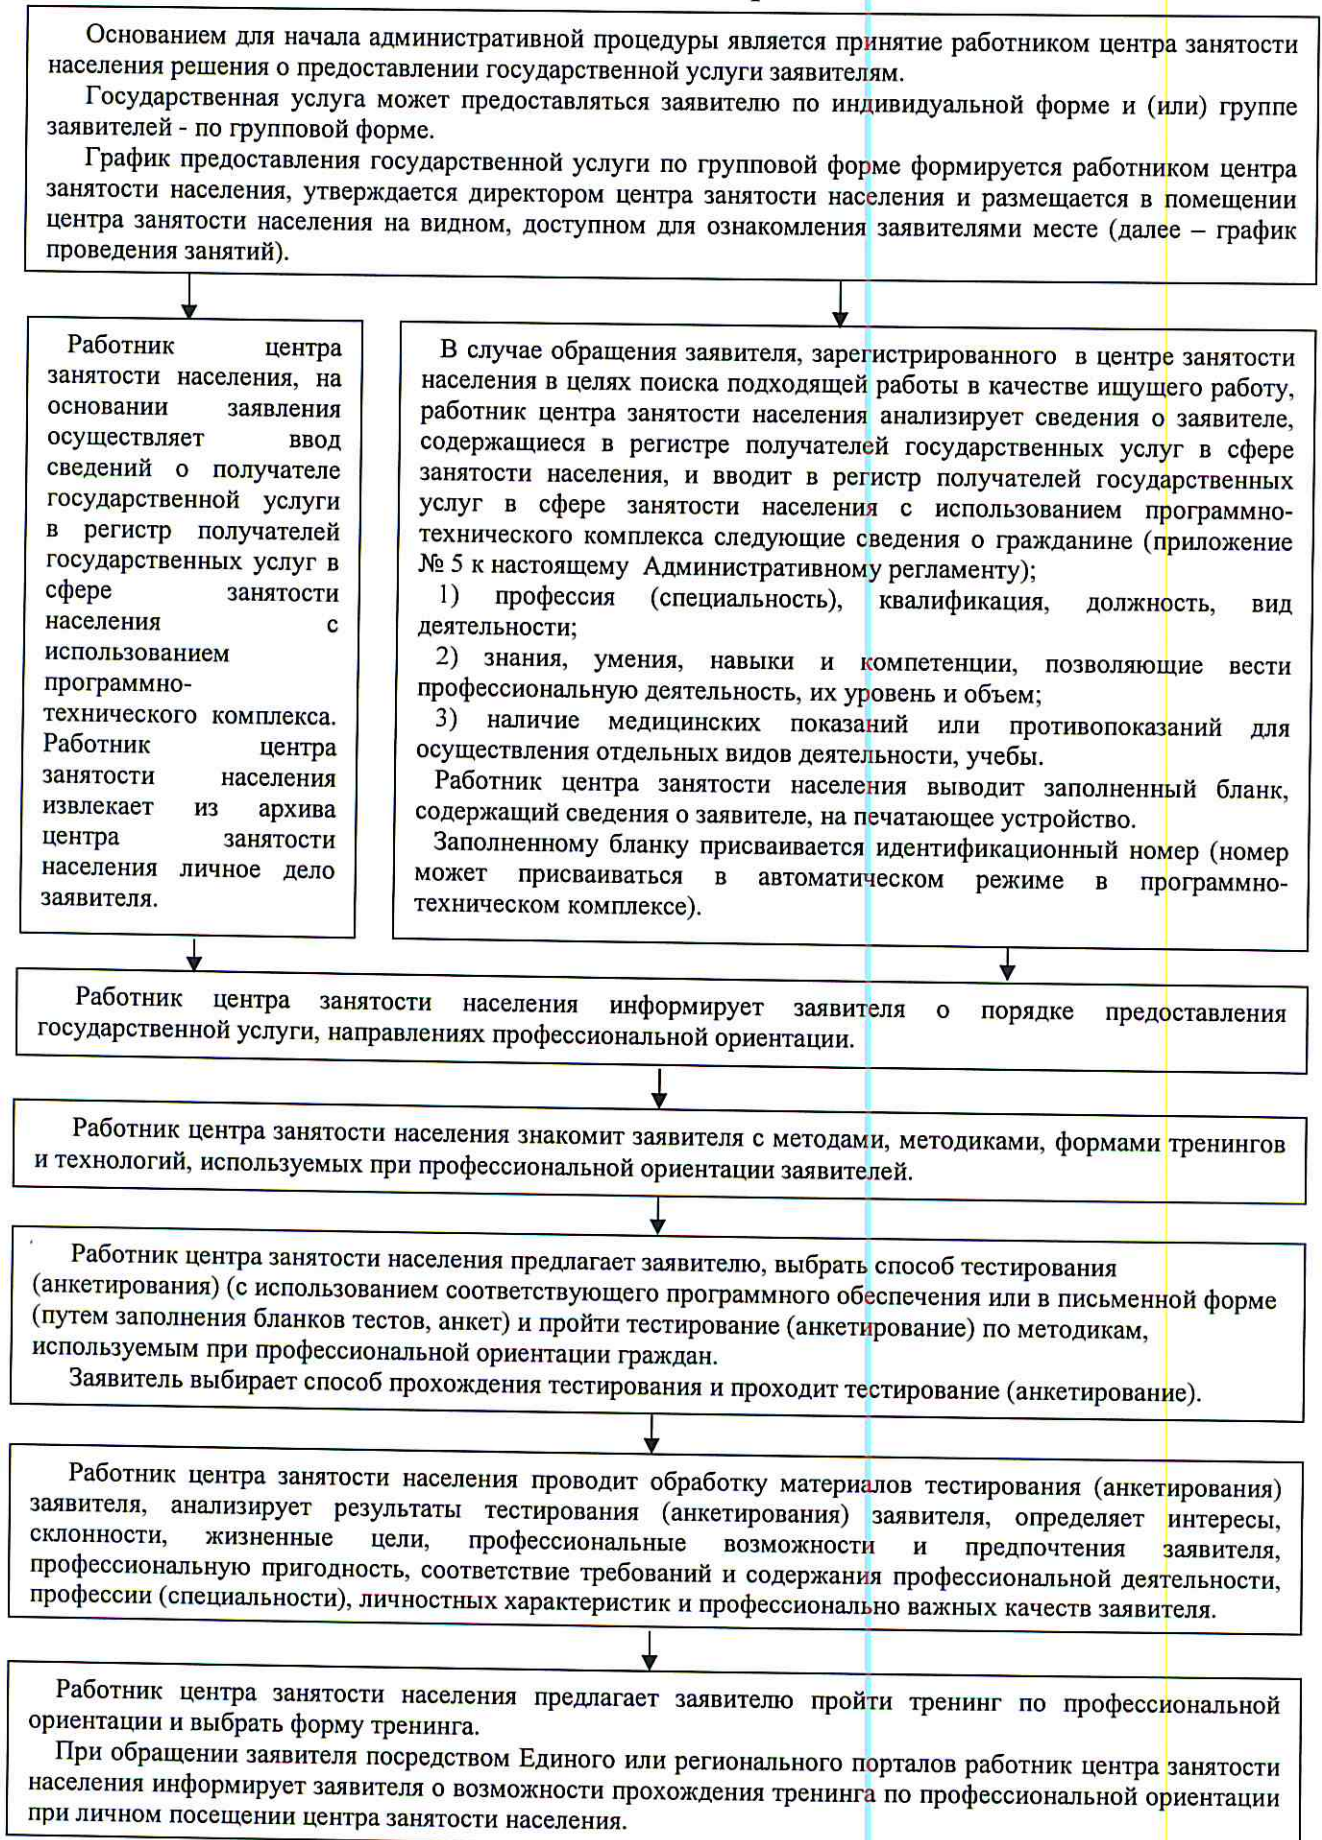 Основанием для начала административной процедуры является принятие работником центра занятости
населения решения о предоставлении государственной услуги заявителям.
Государственная услуга может предоставляться заявителю по индивидуальной форме и (или) группе
заявителей - по групповой форме.
График предоставления государственной услуги по групповой форме формируется работником центра
занятости населения, утверждается директором центра занятости населения и размещается в помещении
центра занятости населения на видном, доступном для ознакомления заявителями месте (далее – график
проведения занятий).
Работник центра
занятости населения, на
основании заявления
осуществляет ввод
сведений о получателе
государственной услуги
в регистр получателей
государственных услуг в
сфере занятости
населения с
использованием
программно-
технического комплекса.
Работник центра
занятости населения
извлекает из архива
центра занятости
населения личное дело
заявителя.
В случае обращения заявителя, зарегистрированного в центре занятости
населения в целях поиска подходящей работы в качестве ищущего работу,
работник центра занятости населения анализирует сведения о заявителе,
содержащиеся в регистре получателей государственных услуг в сфере
занятости населения, и вводит в регистр получателей государственных
услуг в сфере занятости населения с использованием программно-
технического комплекса следующие сведения о гражданине (приложение
№ 5 к настоящему Административному регламенту);
1) профессия (специальность), квалификация, должность, вид
деятельности;
2) знания, умения, навыки и компетенции, позволяющие вести
профессиональную деятельность, их уровень и объем;
3) наличие медицинских показаний или противопоказаний для
осуществления отдельных видов деятельности, учебы.
Работник центра занятости населения выводит заполненный бланк,
содержащий сведения о заявителе, на печатающее устройство.
Заполненному бланку присваивается идентификационный номер (номер
может присваиваться в автоматическом режиме в программно-
техническом комплексе).
Работник центра занятости населения информирует заявителя о порядке предоставления
государственной услуги, направлениях профессиональной ориентации.
Работник центра занятости населения знакомит заявителя с методами, методиками, формами тренингов
и технологий, используемых при профессиональной ориентации заявителей.
Работник центра занятости населения предлагает заявителю, выбрать способ тестирования
(анкетирования) (с использованием соответствующего программного обеспечения или в письменной форме
(путем заполнения бланков тестов, анкет) и пройти тестирование (анкетирование) по методикам,
используемым при профессиональной ориентации граждан.
Заявитель выбирает способ прохождения тестирования и проходит тестирование (анкетирование).
Работник центра занятости населения проводит обработку материалов тестирования (анкетирования)
заявителя, анализирует результаты тестирования (анкетирования) заявителя, определяет интересы,
склонности, жизненные цели, профессиональные возможности и предпочтения заявителя,
профессиональную пригодность, соответствие требований и содержания профессиональной деятельности,
профессии (специальности), личностных характеристик и профессионально важных качеств заявителя.
Работник центра занятости населения предлагает заявителю пройти тренинг по профессиональной
ориентации и выбрать форму тренинга.
При обращении заявителя посредством Единого или регионального порталов работник центра занятости
населения информирует заявителя о возможности прохождения тренинга по профессиональной ориентации
при личном посещении центра занятости населения.